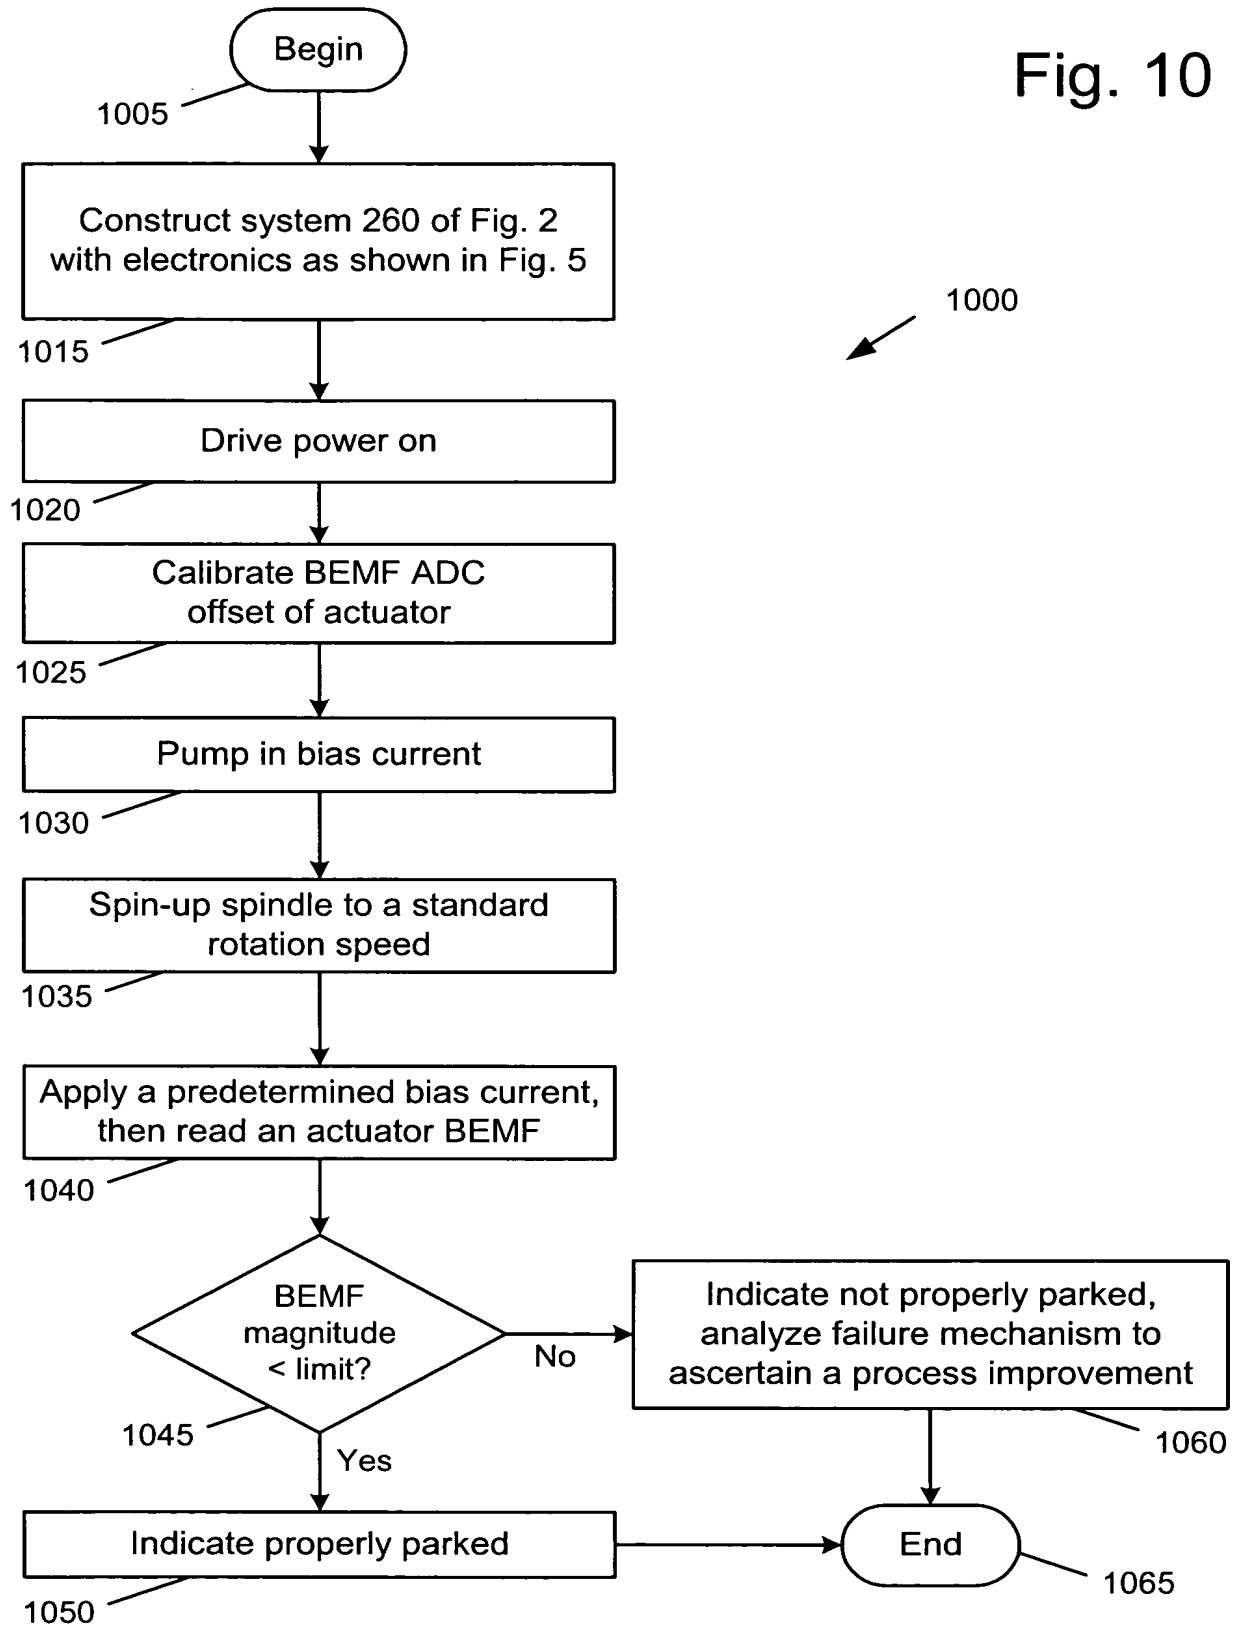 Begin
Fig. 10
1005
Construct system 260 of Fig. 2
with electronics as shown in Fig. 5
1000
1015
Drive power on
1020
Calibrate BEMF ADC
offset of actuator
1025
Pump in bias current
1030
Spin-up spindle to a standard
rotation speed
1035
Apply a predetermined bias current,
then read an actuator BEMF
1040
BEMF
magnitude
< limit?
No
Indicate not properly parked,
analyze failure mechanism to
ascertain a process improvement
1045
1060
Yes
Indicate properly parked
End
1050
1065